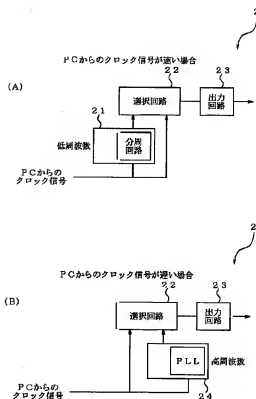 2
PCからのクロック信号が速い場合
22
23
(A)
選択回路
出力
回路
21
低周波数
分周
回路
PCからの
クロック信号
2
PCからのクロック信号が遅い場合
22
23
(B)
選択回路
出力
回路
PLL
高周波数
PCからの
クロック信号
24